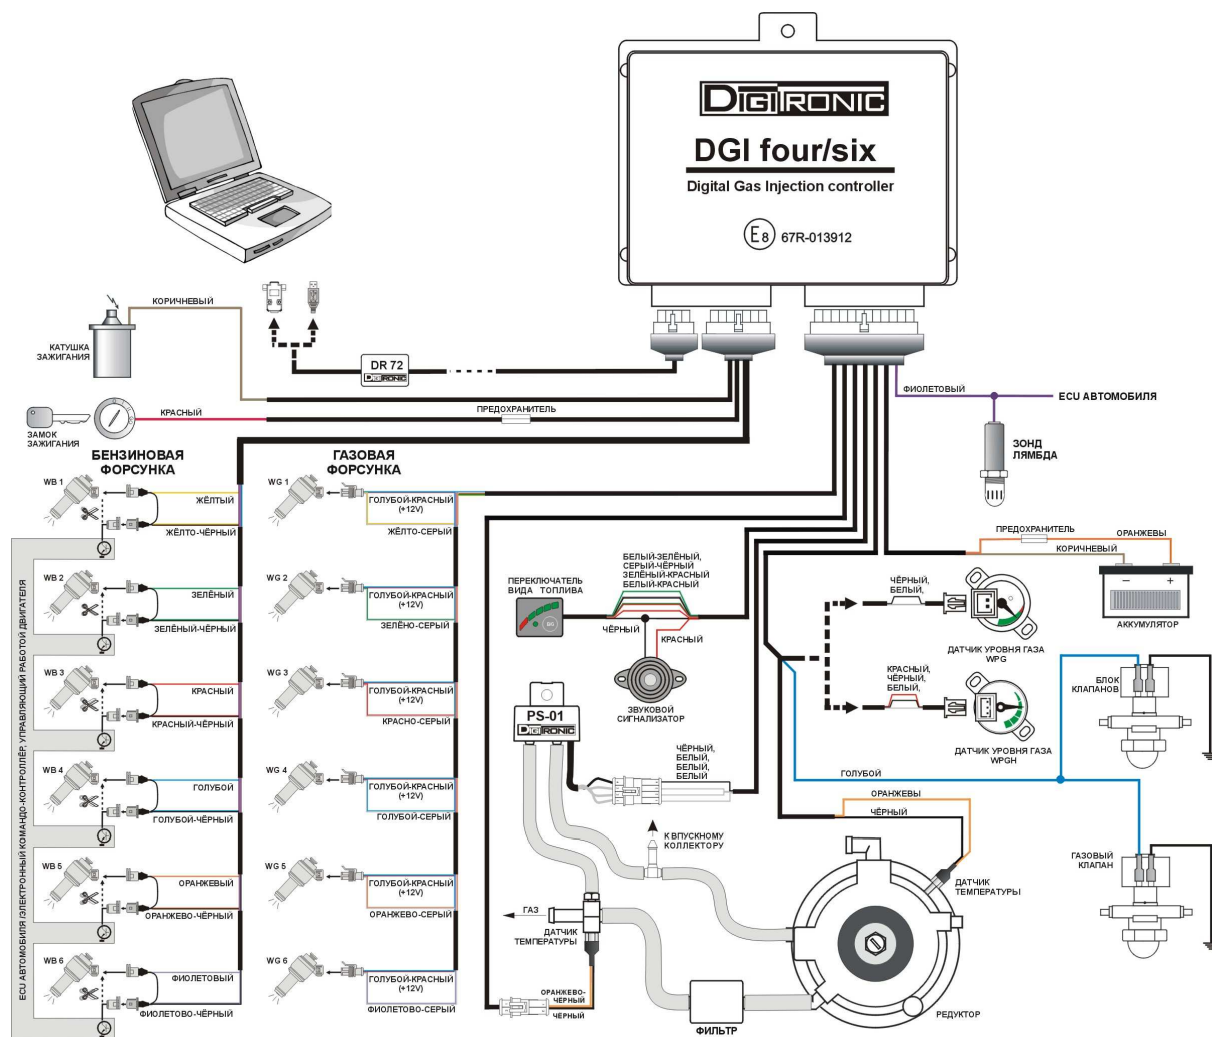 DIGITRONIC
DGI four/six
Digital Gas Injection controller
E8 67R-013912
КОРИЧНЕВЫЙ
КАТУШКА
ЗАЖИГАНИЯ
DR 72
DIGITRONIC
КРАСНЫЙ
ПРЕДОХРАНИТЕЛЬ
ЗАМОК
ЗАЖИГАНИЯ
ФИОЛЕТОВЫЙ
ECU АВТОМОБИЛЯ
ЗОНД
ЛЯМБДА
БЕНЗИНОВАЯ
ФОРСУНКА
ГАЗОВАЯ
ФОРСУНКА
WB 1
ЖЁЛТЫЙ
ЖЁЛТО-ЧЁРНЫЙ
WB 2
ЗЕЛЁНЫЙ
ЗЕЛЁНЫЙ-ЧЁРНЫЙ
WB 3
КРАСНЫЙ
КРАСНЫЙ-ЧЁРНЫЙ
WB 4
ГОЛУБОЙ
ГОЛУБОЙ-ЧЁРНЫЙ
WB 5
ОРАНЖЕВЫЙ
ОРАНЖЕВО-ЧЁРНЫЙ
WB 6
ФИОЛЕТОВЫЙ
ФИОЛЕТОВО-ЧЁРНЫЙ
ECU АВТОМОБИЛЯ /ЭЛЕКТРОННЫЙ КОМАНДО-КОНТРОЛЛЁР, УПРАВЛЯЮЩИЙ РАБОТОЙ ДВИГАТЕЛЯ
WG 1
ГОЛУБОЙ-КРАСНЫЙ
(+12V)
ЖЁЛТО-СЕРЫЙ
WG 2
ГОЛУБОЙ-КРАСНЫЙ
(+12V)
ЗЕЛЁНО-СЕРЫЙ
WG 3
ГОЛУБОЙ-КРАСНЫЙ
(+12V)
КРАСНО-СЕРЫЙ
WG 4
ГОЛУБОЙ-КРАСНЫЙ
(+12V)
ГОЛУБОЙ-СЕРЫЙ
WG 5
ГОЛУБОЙ-КРАСНЫЙ
(+12V)
ОРАНЖЕВО-СЕРЫЙ
WG 6
ГОЛУБОЙ-КРАСНЫЙ
(+12V)
ФИОЛЕТОВО-СЕРЫЙ
ПЕРЕКЛЮЧАТЕЛЬ
ВИДА ТОПЛИВА
БЕЛЫЙ-ЗЕЛЁНЫЙ,
СЕРЫЙ-ЧЁРНЫЙ
ЗЕЛЁНЫЙ-КРАСНЫЙ
БЕЛЫЙ-КРАСНЫЙ
ЧЁРНЫЙ
КРАСНЫЙ
ЗВУКОВОЙ
СИГНАЛИЗАТОР
PS-01
DIGITRONIC
ЧЁРНЫЙ,
БЕЛЫЙ,
БЕЛЫЙ,
БЕЛЫЙ
К ВПУСКНОМУ
КОЛЛЕКТОРУ
ГАЗ
ДАТЧИК
ТЕМПЕРАТУРЫ
ОРАНЖЕВО-
ЧЁРНЫЙ
ЧЁРНЫЙ
ФИЛЬТР
РЕДУКТОР
ОРАНЖЕВЫ
ЧЁРНЫЙ
ДАТЧИК
ТЕМПЕРАТУРЫ
ГОЛУБОЙ
ПРЕДОХРАНИТЕЛЬ
ОРАНЖЕВЫ
КОРИЧНЕВЫЙ
− +
АККУМУЛЯТОР
ЧЁРНЫЙ,
БЕЛЫЙ,
ДАТЧИК УРОВНЯ ГАЗА
WPG
КРАСНЫЙ,
ЧЁРНЫЙ,
БЕЛЫЙ,
ДАТЧИК УРОВНЯ ГАЗА
WPGH
БЛОК
КЛАПАНОВ
ГАЗОВЫЙ
КЛАПАН